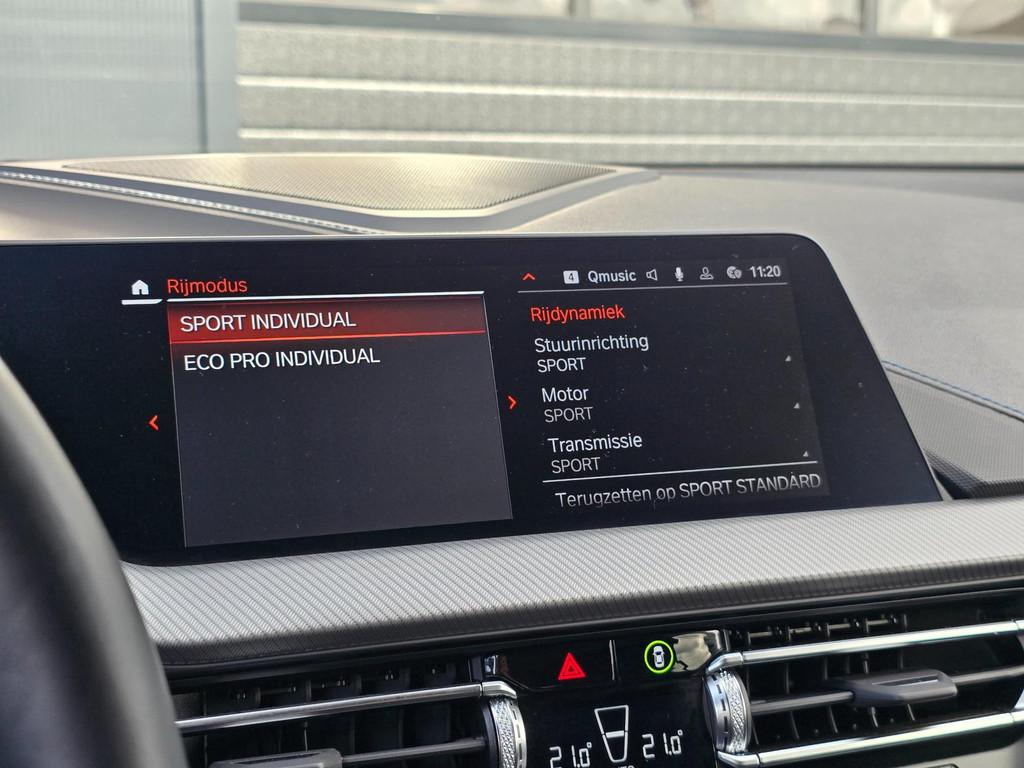 Rijmodus
SPORT INDIVIDUAL
ECO PRO INDIVIDUAL
4 Qmusic 11:20
Rijdynamiek
Stuurinrichting
SPORT
Motor
SPORT
Transmissie
SPORT
Terugzetten op SPORT STANDARD
21.0° 21.0°